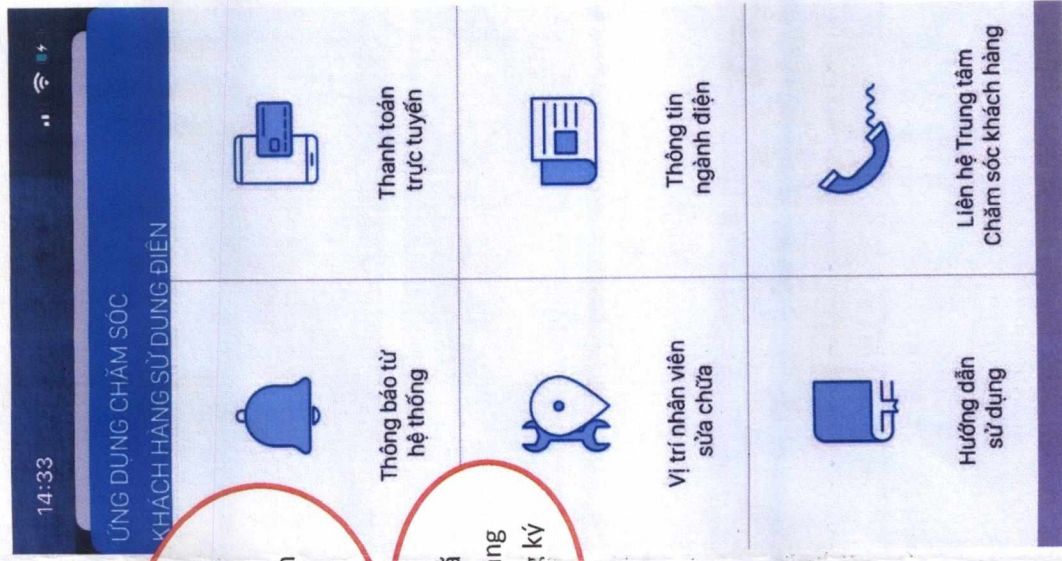 14:33
ỨNG DỤNG CHĂM SÓC
KHÁCH HÀNG SỬ DỤNG ĐIỆN
Thông báo từ
hệ thống
Thanh toán
trực tuyến
Vị trí nhân viên
sửa chữa
Thông tin
ngành điện
Hướng dẫn
sử dụng
Liên hệ Trung tâm
Chăm sóc khách hàng
ký